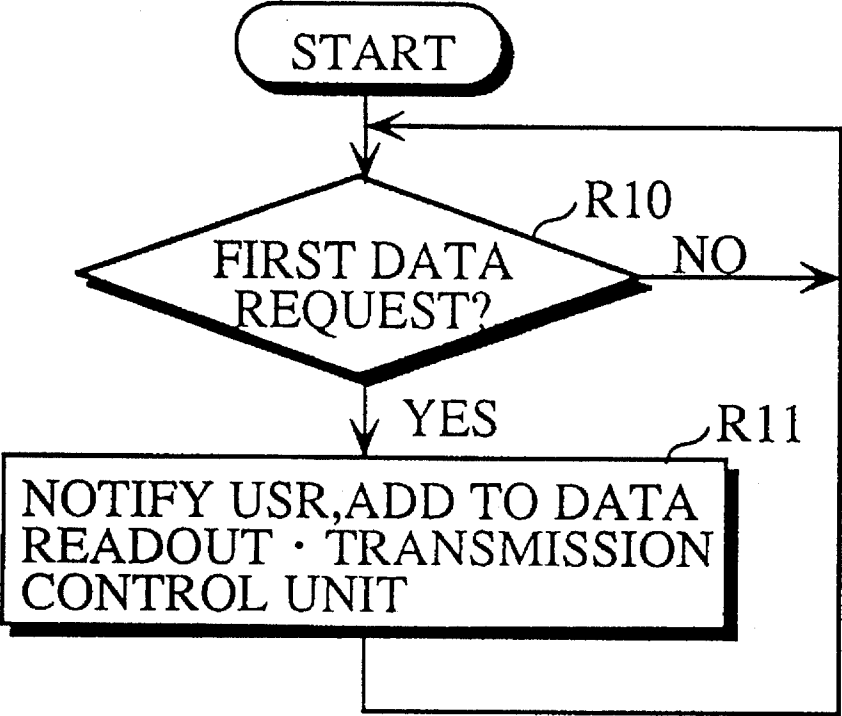 START
R10
FIRST DATA
REQUEST?
NO
YES
R11
NOTIFY USR,ADD TO DATA
READOUT・TRANSMISSION
CONTROL UNIT